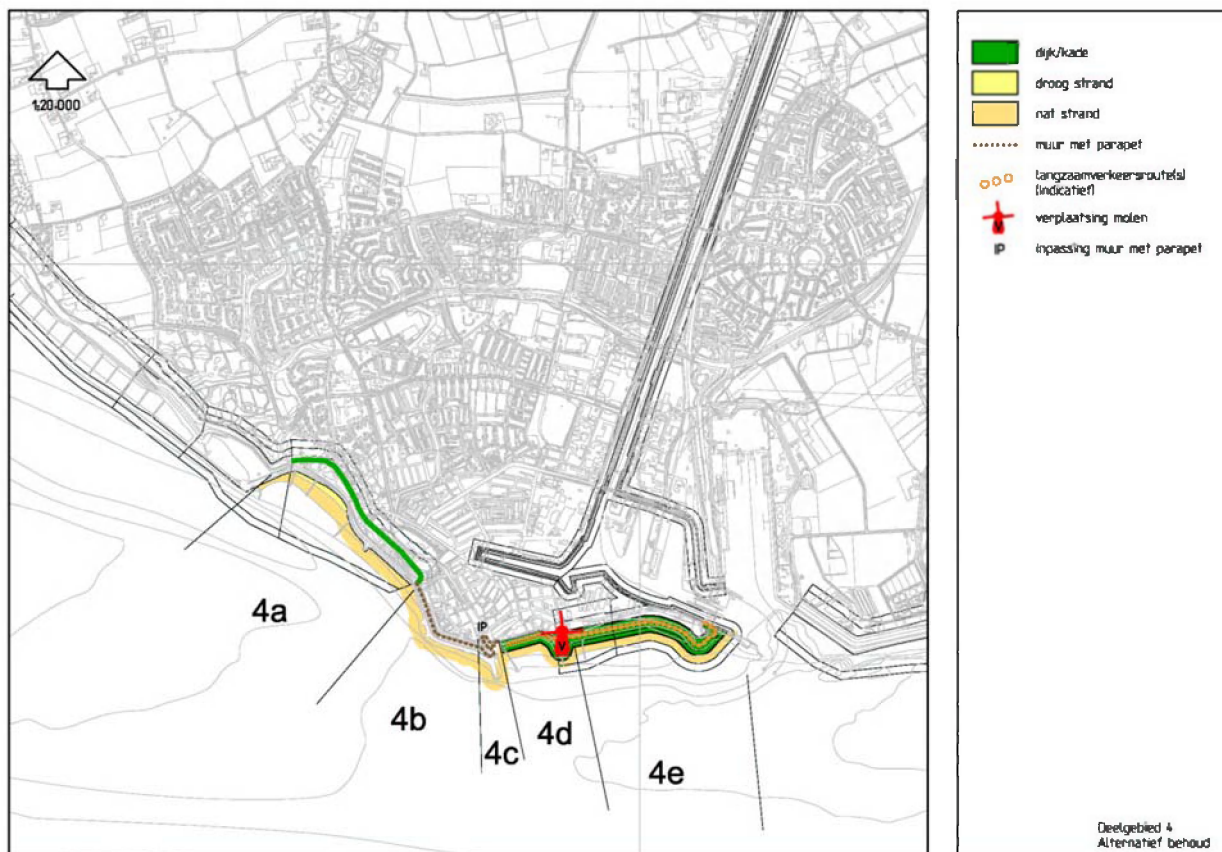 1:20.000
4a
4b
4c
4d
4e
IP
V
dijk/kade
droog strand
nat strand
muur met parapet
langzaamverkeersroute(s)
(indicatief)
V
verplaatsing molen
IP
inpassing muur met parapet
Deelgebied 4
Alternatief behoud